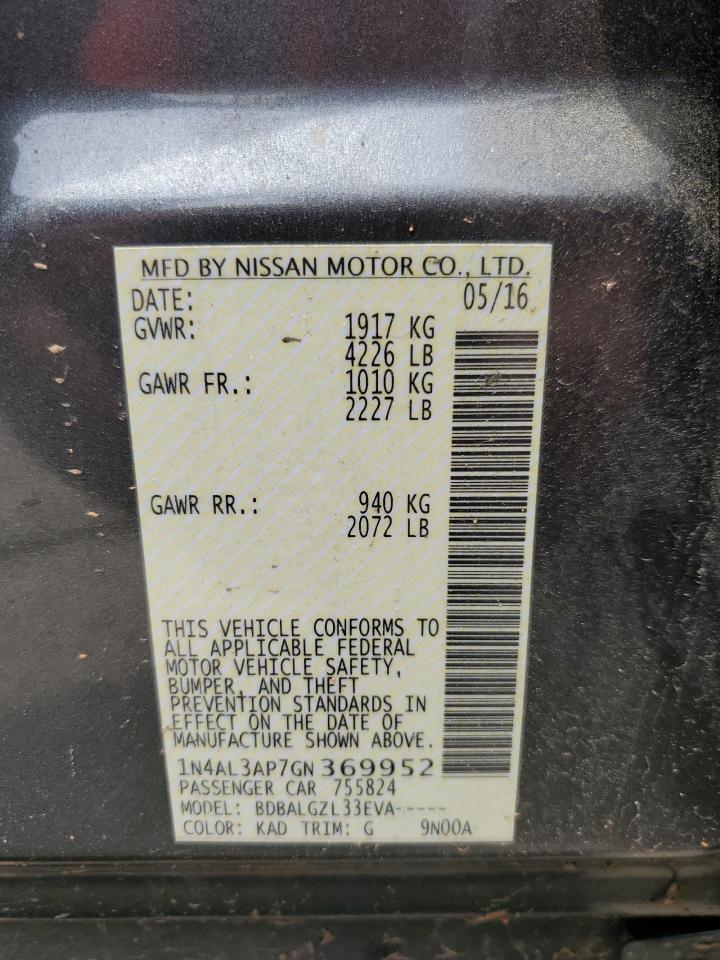 MFD BY NISSAN MOTOR CO., LTD.
DATE: 05/16
GVWR: 1917 KG
4226 LB
GAWR FR.: 1010 KG
2227 LB
GAWR RR.: 940 KG
2072 LB
THIS VEHICLE CONFORMS TO
ALL APPLICABLE FEDERAL
MOTOR VEHICLE SAFETY,
BUMPER, AND THEFT
PREVENTION STANDARDS IN
EFFECT ON THE DATE OF
MANUFACTURE SHOWN ABOVE.
1N4AL3AP7GN369952
PASSENGER CAR 755824
MODEL: BDBALGZL33EVA-----
COLOR: KAD TRIM: G 9N00A